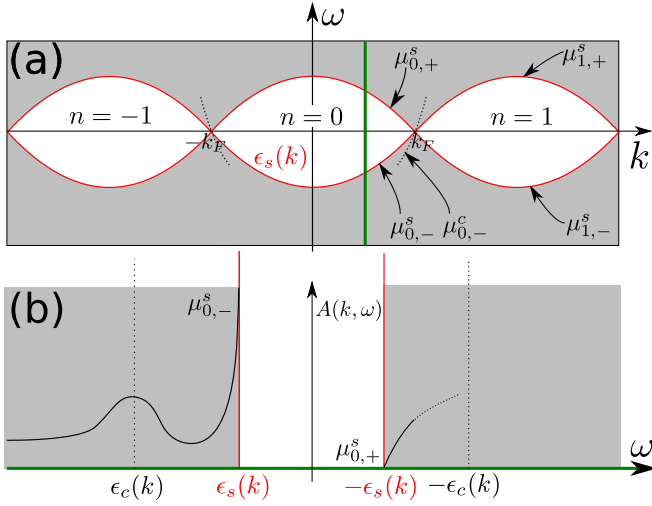 (a)
ω
μ^s_{0,+}
μ^s_{1,+}
n = −1
n = 0
n = 1
−k_F
ϵ_s(k)
k_F
k
μ^s_{0,−}
μ^c_{0,−}
μ^s_{1,−}
(b)
μ^s_{0,−}
A(k, ω)
μ^s_{0,+}
ω
ϵ_c(k)
ϵ_s(k)
−ϵ_s(k)
−ϵ_c(k)